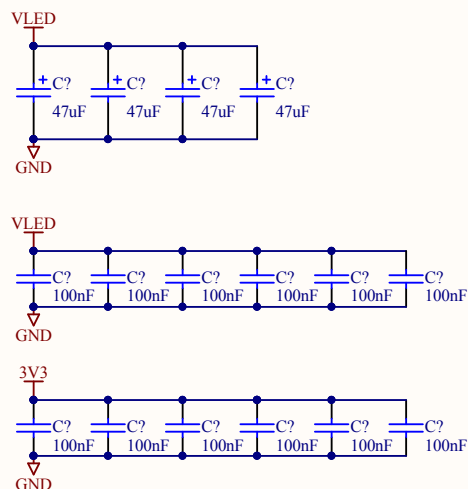 VLED
+ C? + C? + C? + C?
47uF 47uF 47uF 47uF
GND
VLED
C? C? C? C? C? C?
100nF 100nF 100nF 100nF 100nF 100nF
GND
3V3
C? C? C? C? C? C?
100nF 100nF 100nF 100nF 100nF 100nF
GND